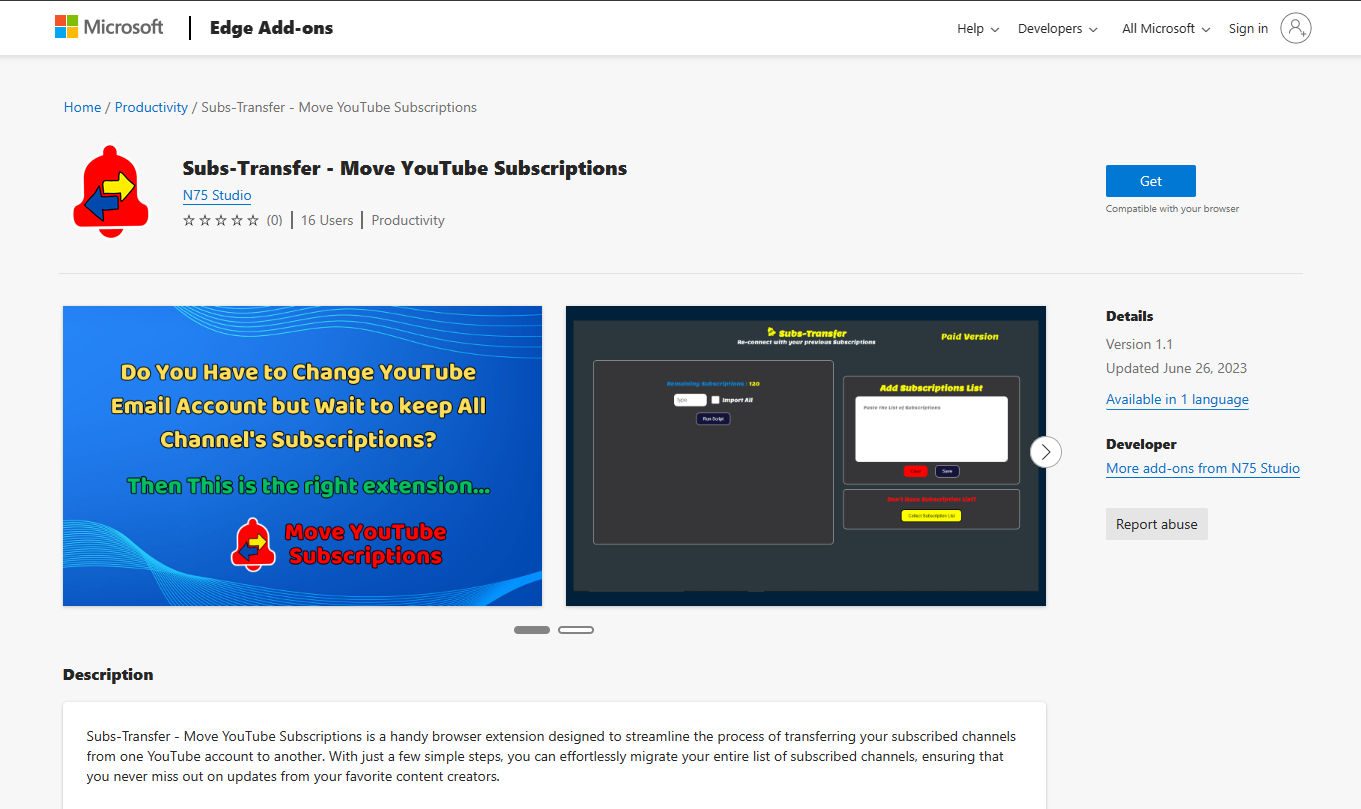 Microsoft
Edge Add-ons
Help
Developers
All Microsoft
Sign in
Home / Productivity / Subs-Transfer - Move YouTube Subscriptions
Subs-Transfer - Move YouTube Subscriptions
N75 Studio
(0)
16 Users
Productivity
Get
Compatible with your browser
Do You Have to Change YouTube
Email Account but Wait to keep All
Channel's Subscriptions?
Then This is the right extension...
Move YouTube
Subscriptions
Subs-Transfer
Re-connect with your previous Subscriptions
Paid Version
Remaining Subscriptions : 120
Type
Import All
Run Script
Add Subscriptions List
Paste the List of Subscriptions
Clear
Save
Don't Have Subscription List?
Collect Subscription List
Details
Version 1.1
Updated June 26, 2023
Available in 1 language
Developer
More add-ons from N75 Studio
Report abuse
Description
Subs-Transfer - Move YouTube Subscriptions is a handy browser extension designed to streamline the process of transferring your subscribed channels
from one YouTube account to another. With just a few simple steps, you can effortlessly migrate your entire list of subscribed channels, ensuring that
you never miss out on updates from your favorite content creators.